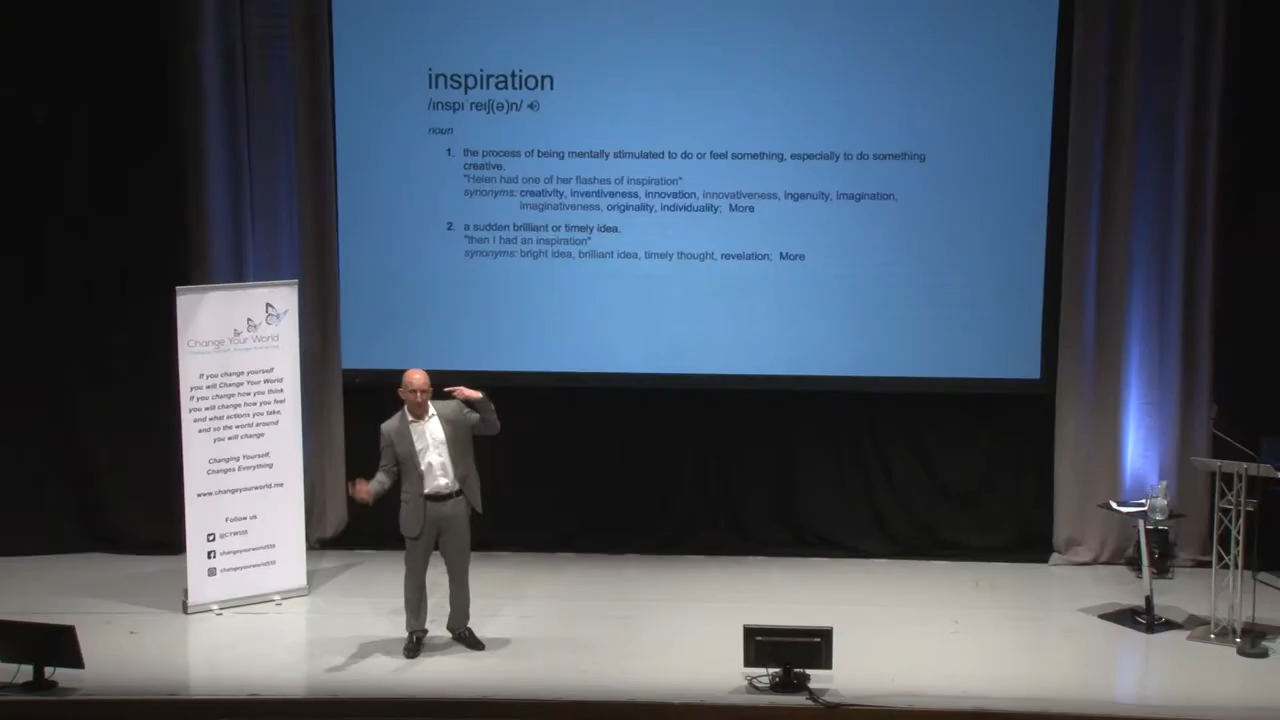 inspiration
/ɪnspɪˈreɪʃ(ə)n/
noun
1. the process of being mentally stimulated to do or feel something, especially to do something
creative.
"Helen had one of her flashes of inspiration"
synonyms: creativity, inventiveness, innovation, innovativeness, ingenuity, imagination,
imaginativeness, originality, individuality; More
2. a sudden brilliant or timely idea.
"then I had an inspiration"
synonyms: bright idea, brilliant idea, timely thought, revelation; More
Change Your World
If you change yourself
you will Change Your World
If you change how you think
you will change how you feel
and what actions you take,
and so the world around
you will change
Changing Yourself,
Changes Everything
www.changeyourworld.me
Follow us
@CYW555
changeyourworld555
changeyourworld555